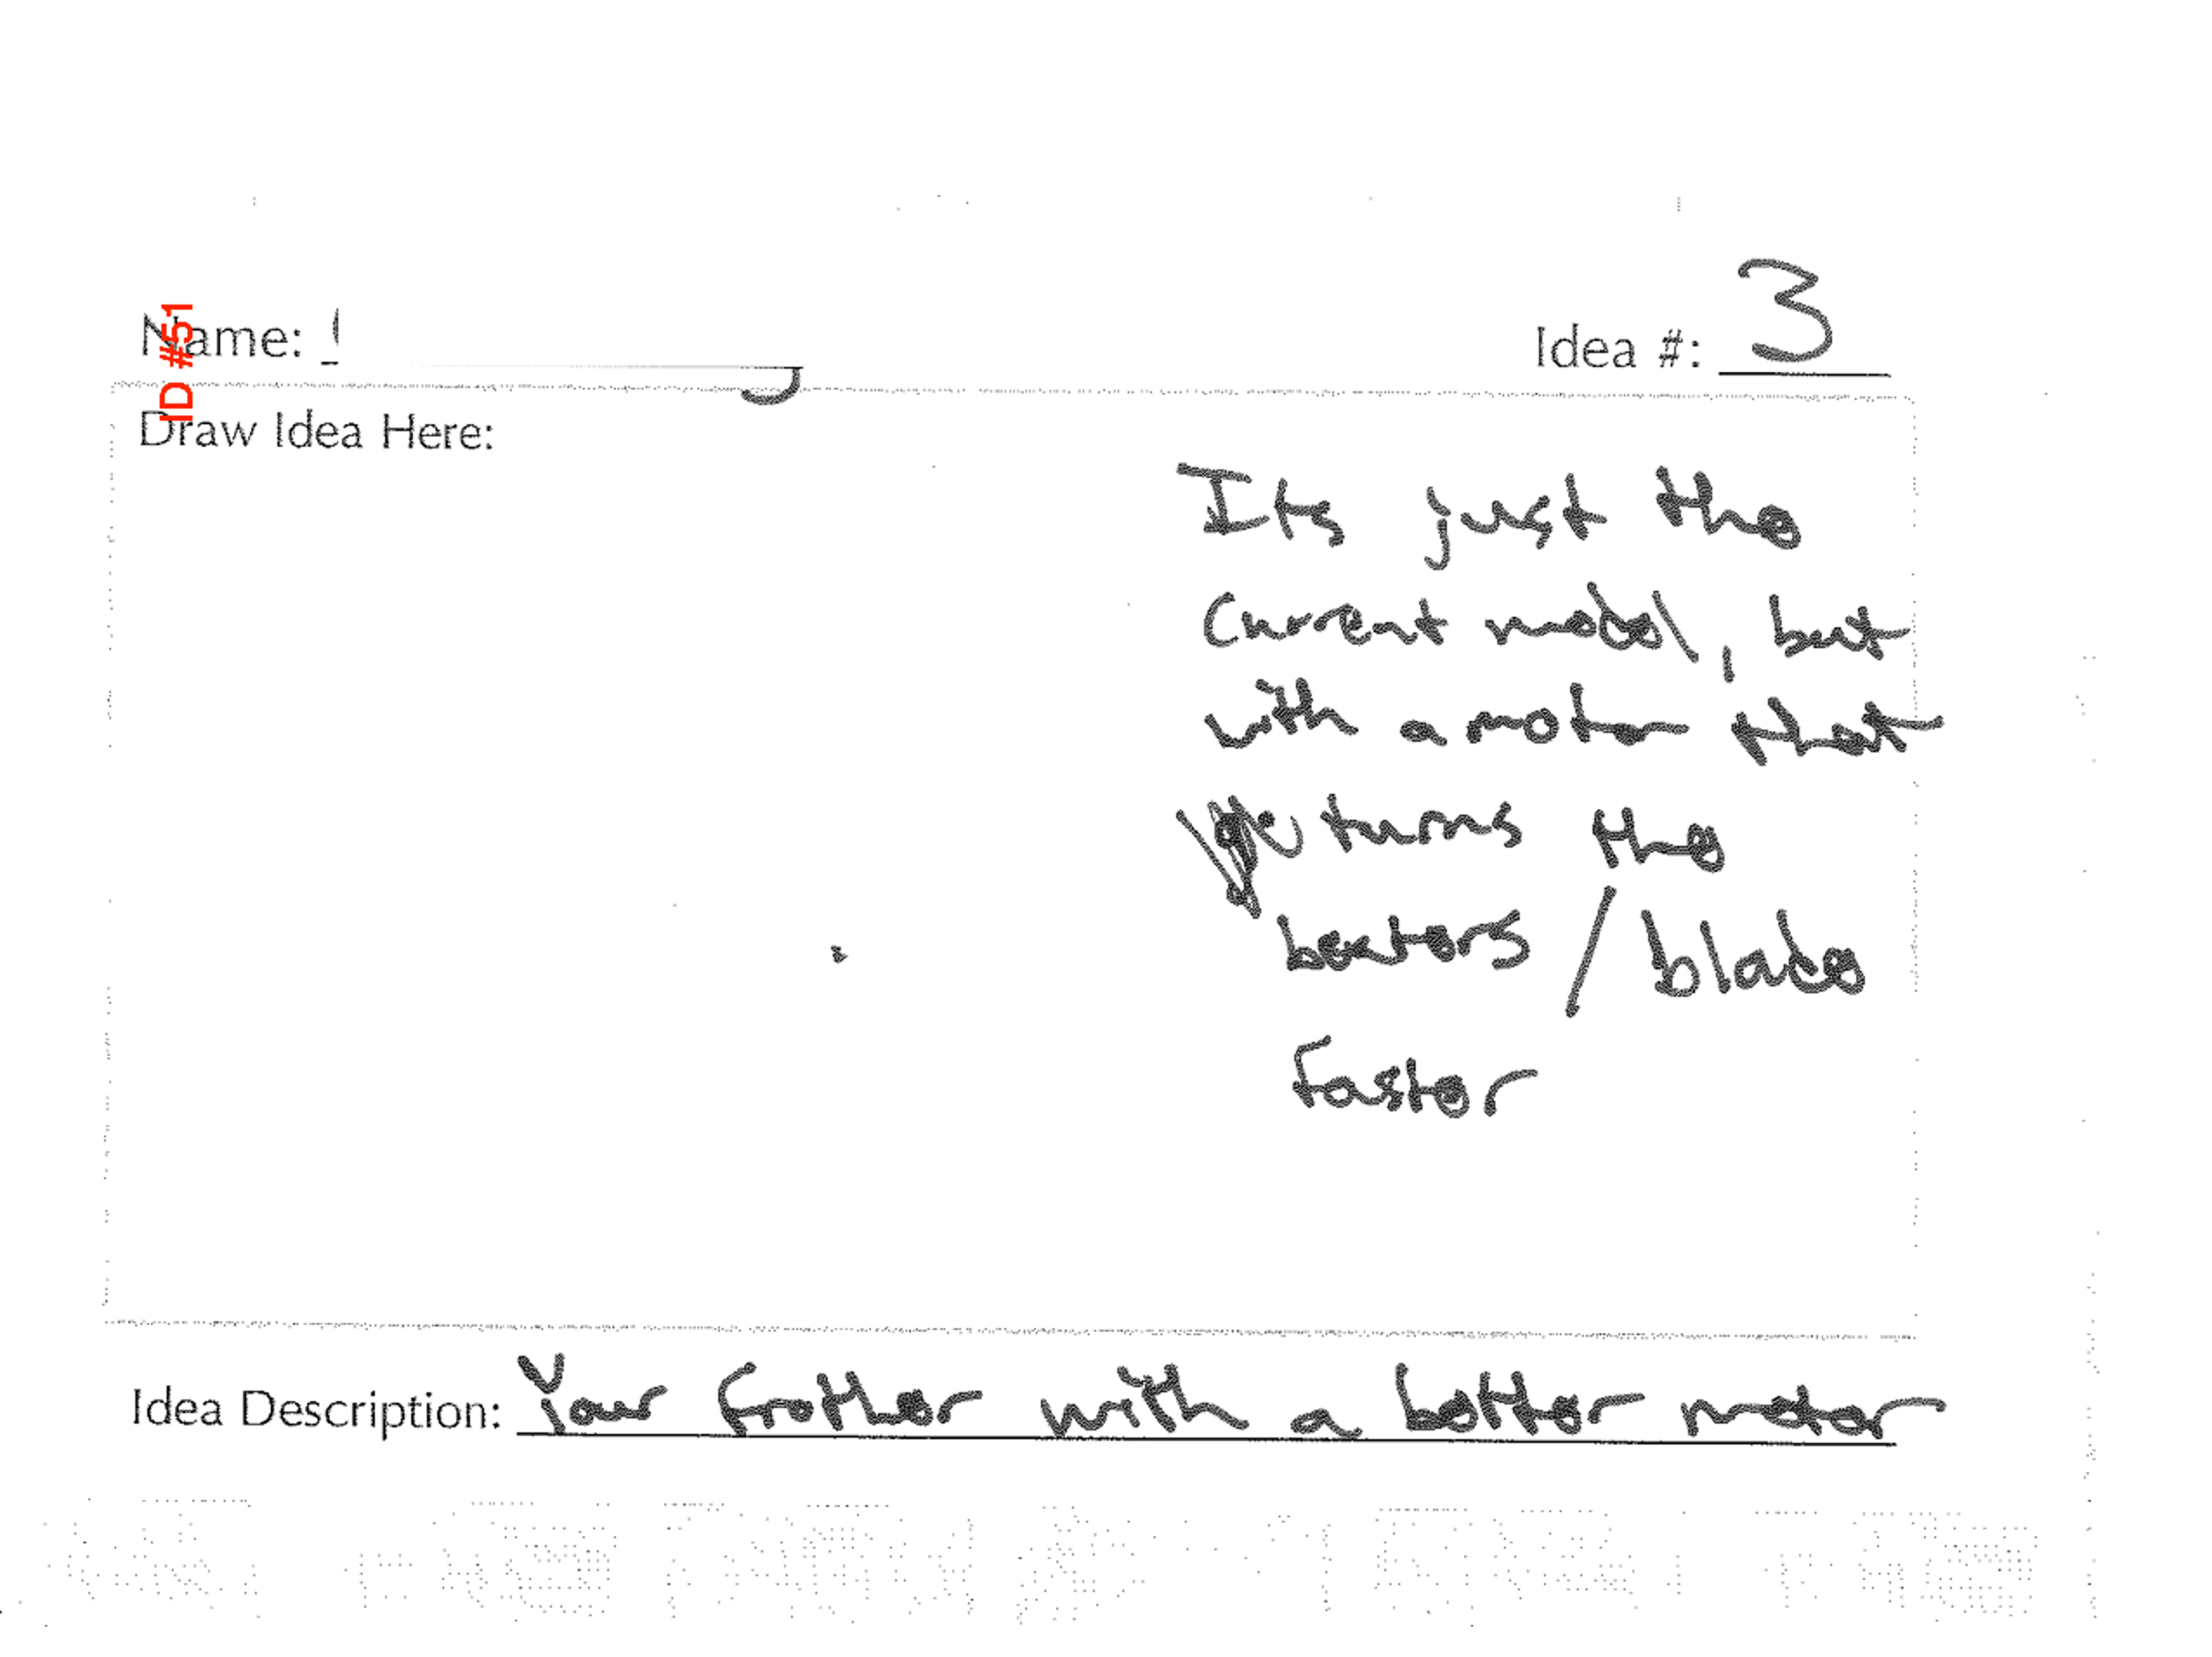 ID #51
Name:
Idea #: 3
Draw Idea Here:
Its just the
Current model, but
with a motor that
turns the
beaters / blade
Faster
Idea Description: Your frother with a better motor